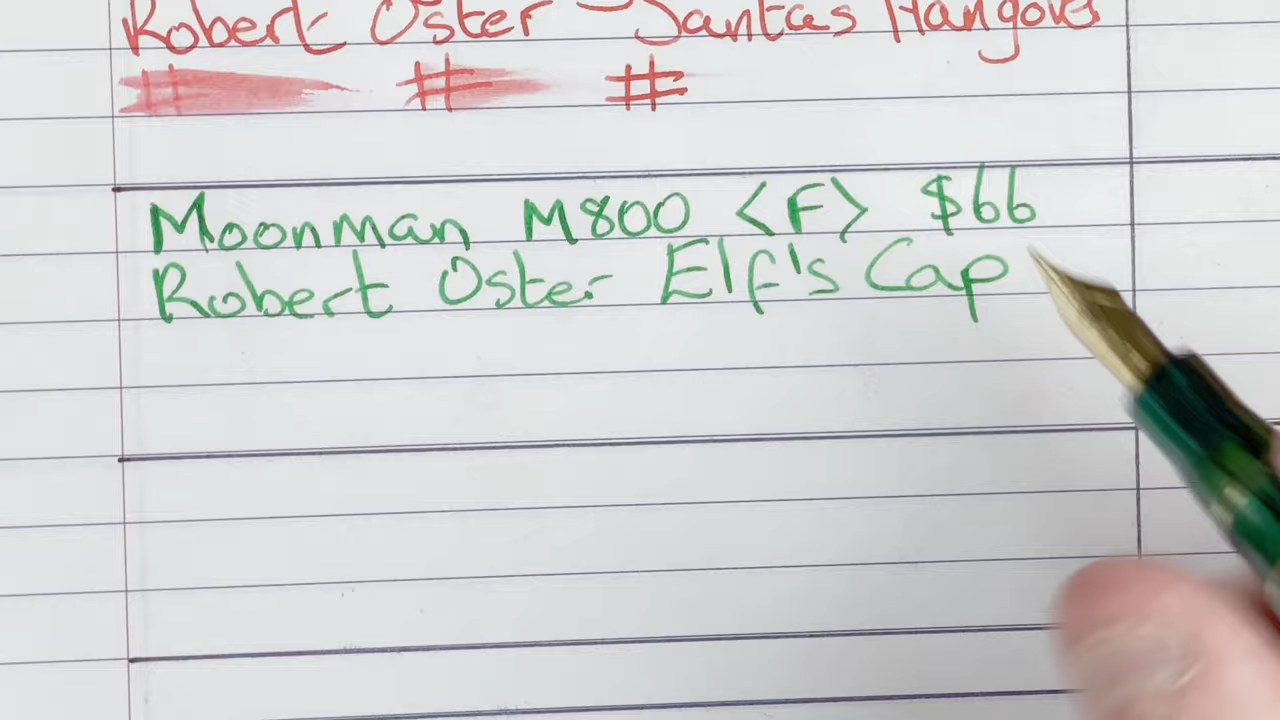 Robert Oster - Santas Hangover
# # #
Moonman M800 <F> $66
Robert Oster Elf's Cap